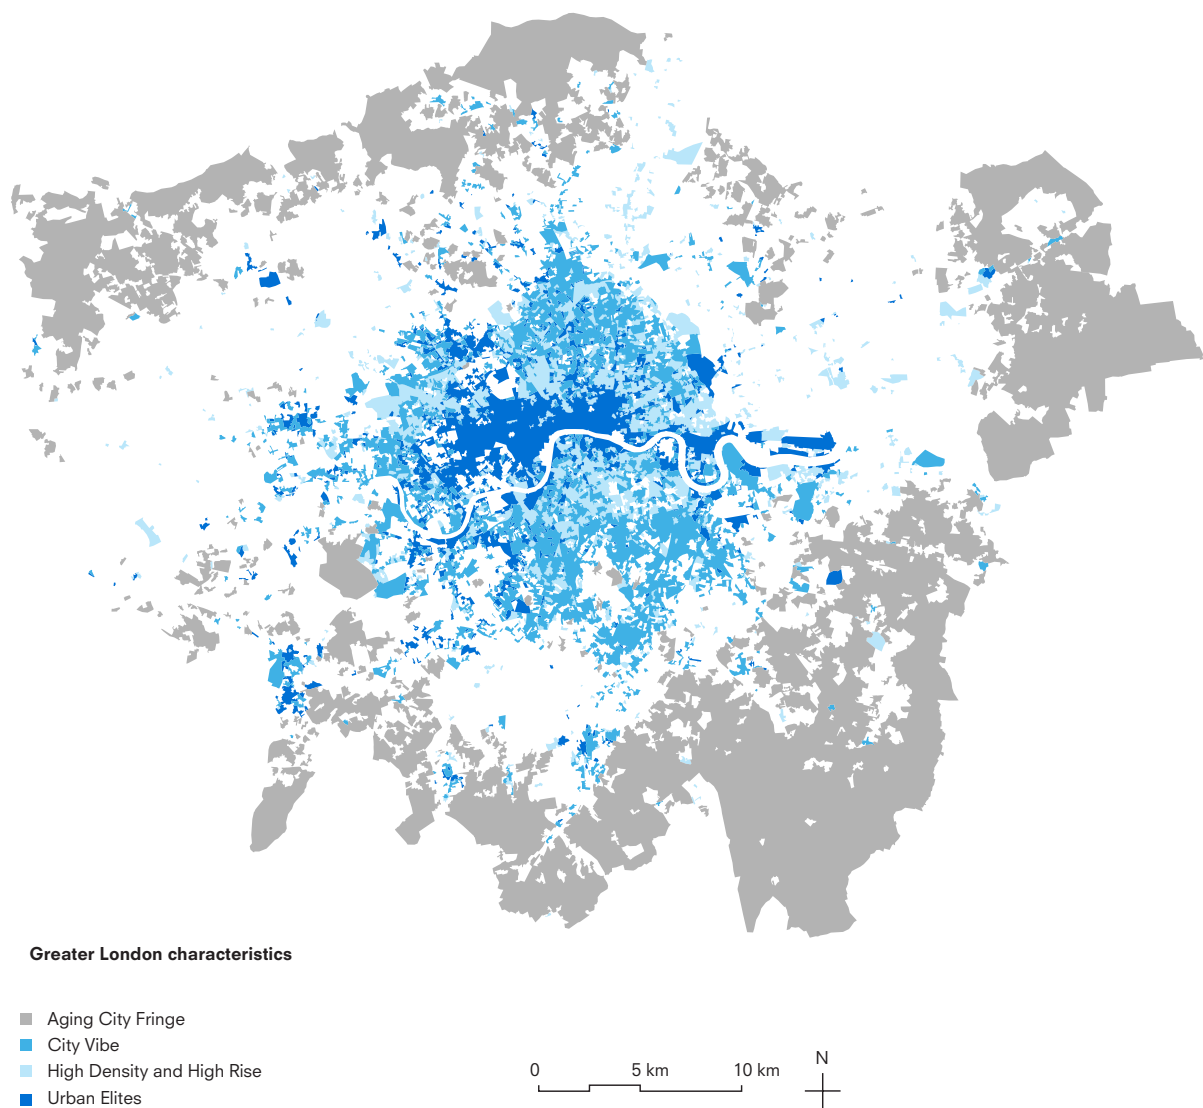 Greater London characteristics
Aging City Fringe
City Vibe
High Density and High Rise
Urban Elites
0 5 km 10 km
N